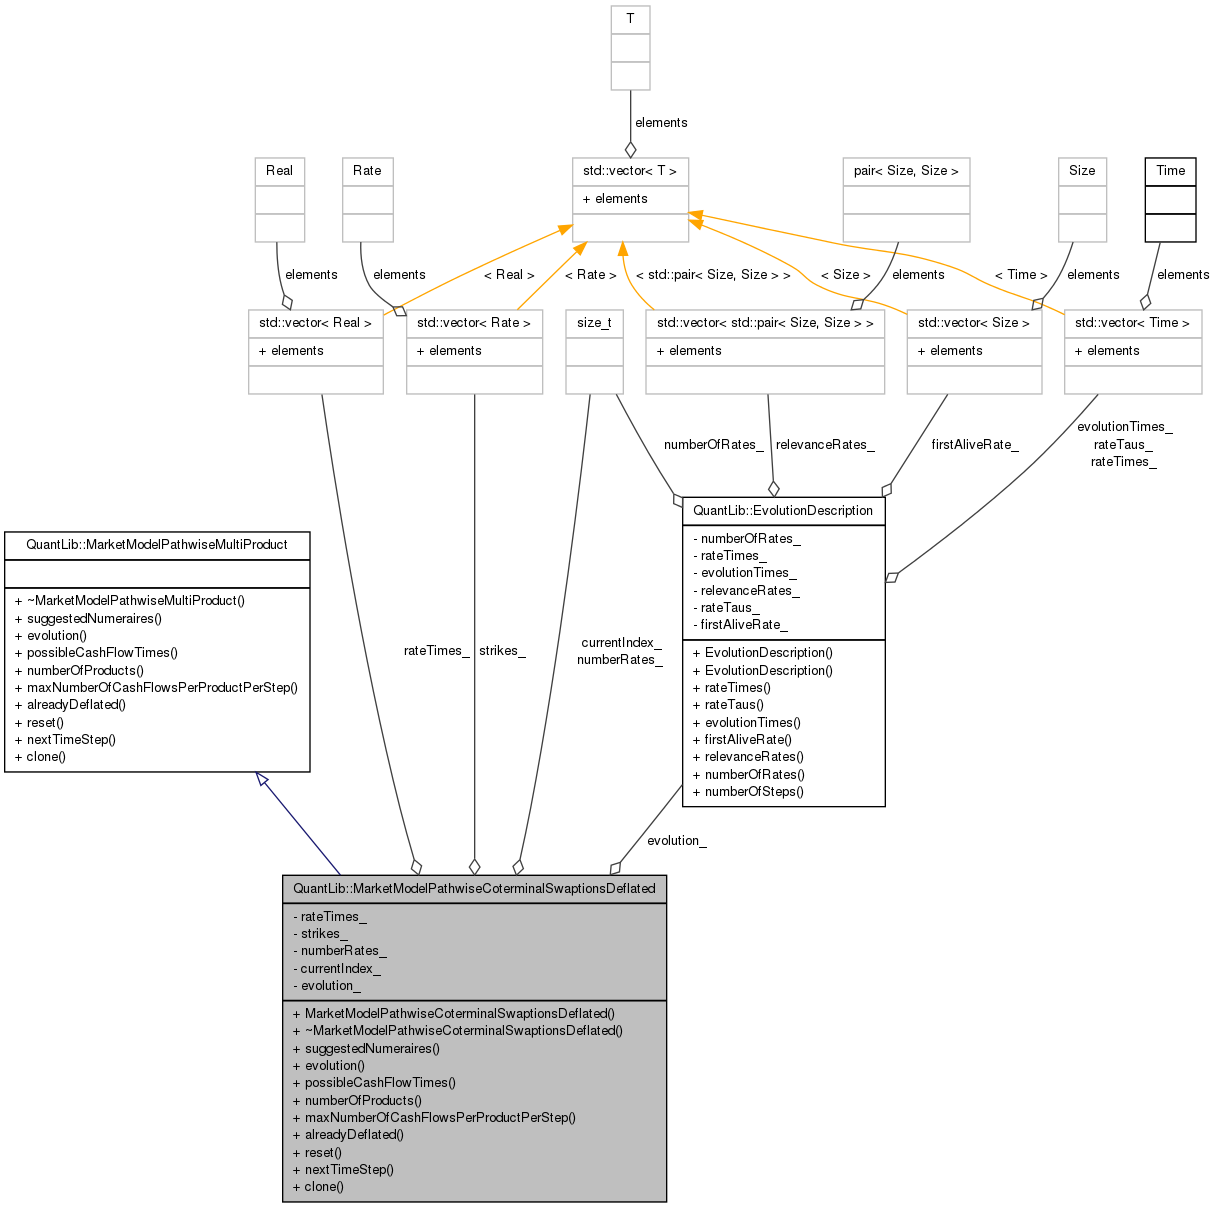 T
elements
Real
Rate
std::vector< T >
+ elements
pair< Size, Size >
Size
Time
elements
elements
< Real >
< Rate >
< std::pair< Size, Size > >
< Size >
elements
< Time >
elements
elements
std::vector< Real >
+ elements
std::vector< Rate >
+ elements
size_t
std::vector< std::pair< Size, Size > >
+ elements
std::vector< Size >
+ elements
std::vector< Time >
+ elements
numberOfRates_
relevanceRates_
firstAliveRate_
evolutionTimes_
rateTaus_
rateTimes_
QuantLib::EvolutionDescription
- numberOfRates_
- rateTimes_
- evolutionTimes_
- relevanceRates_
- rateTaus_
- firstAliveRate_
+ EvolutionDescription()
+ EvolutionDescription()
+ rateTimes()
+ rateTaus()
+ evolutionTimes()
+ firstAliveRate()
+ relevanceRates()
+ numberOfRates()
+ numberOfSteps()
QuantLib::MarketModelPathwiseMultiProduct
+ ~MarketModelPathwiseMultiProduct()
+ suggestedNumeraires()
+ evolution()
+ possibleCashFlowTimes()
+ numberOfProducts()
+ maxNumberOfCashFlowsPerProductPerStep()
+ alreadyDeflated()
+ reset()
+ nextTimeStep()
+ clone()
rateTimes_
strikes_
currentIndex_
numberRates_
evolution_
QuantLib::MarketModelPathwiseCoterminalSwaptionsDeflated
- rateTimes_
- strikes_
- numberRates_
- currentIndex_
- evolution_
+ MarketModelPathwiseCoterminalSwaptionsDeflated()
+ ~MarketModelPathwiseCoterminalSwaptionsDeflated()
+ suggestedNumeraires()
+ evolution()
+ possibleCashFlowTimes()
+ numberOfProducts()
+ maxNumberOfCashFlowsPerProductPerStep()
+ alreadyDeflated()
+ reset()
+ nextTimeStep()
+ clone()